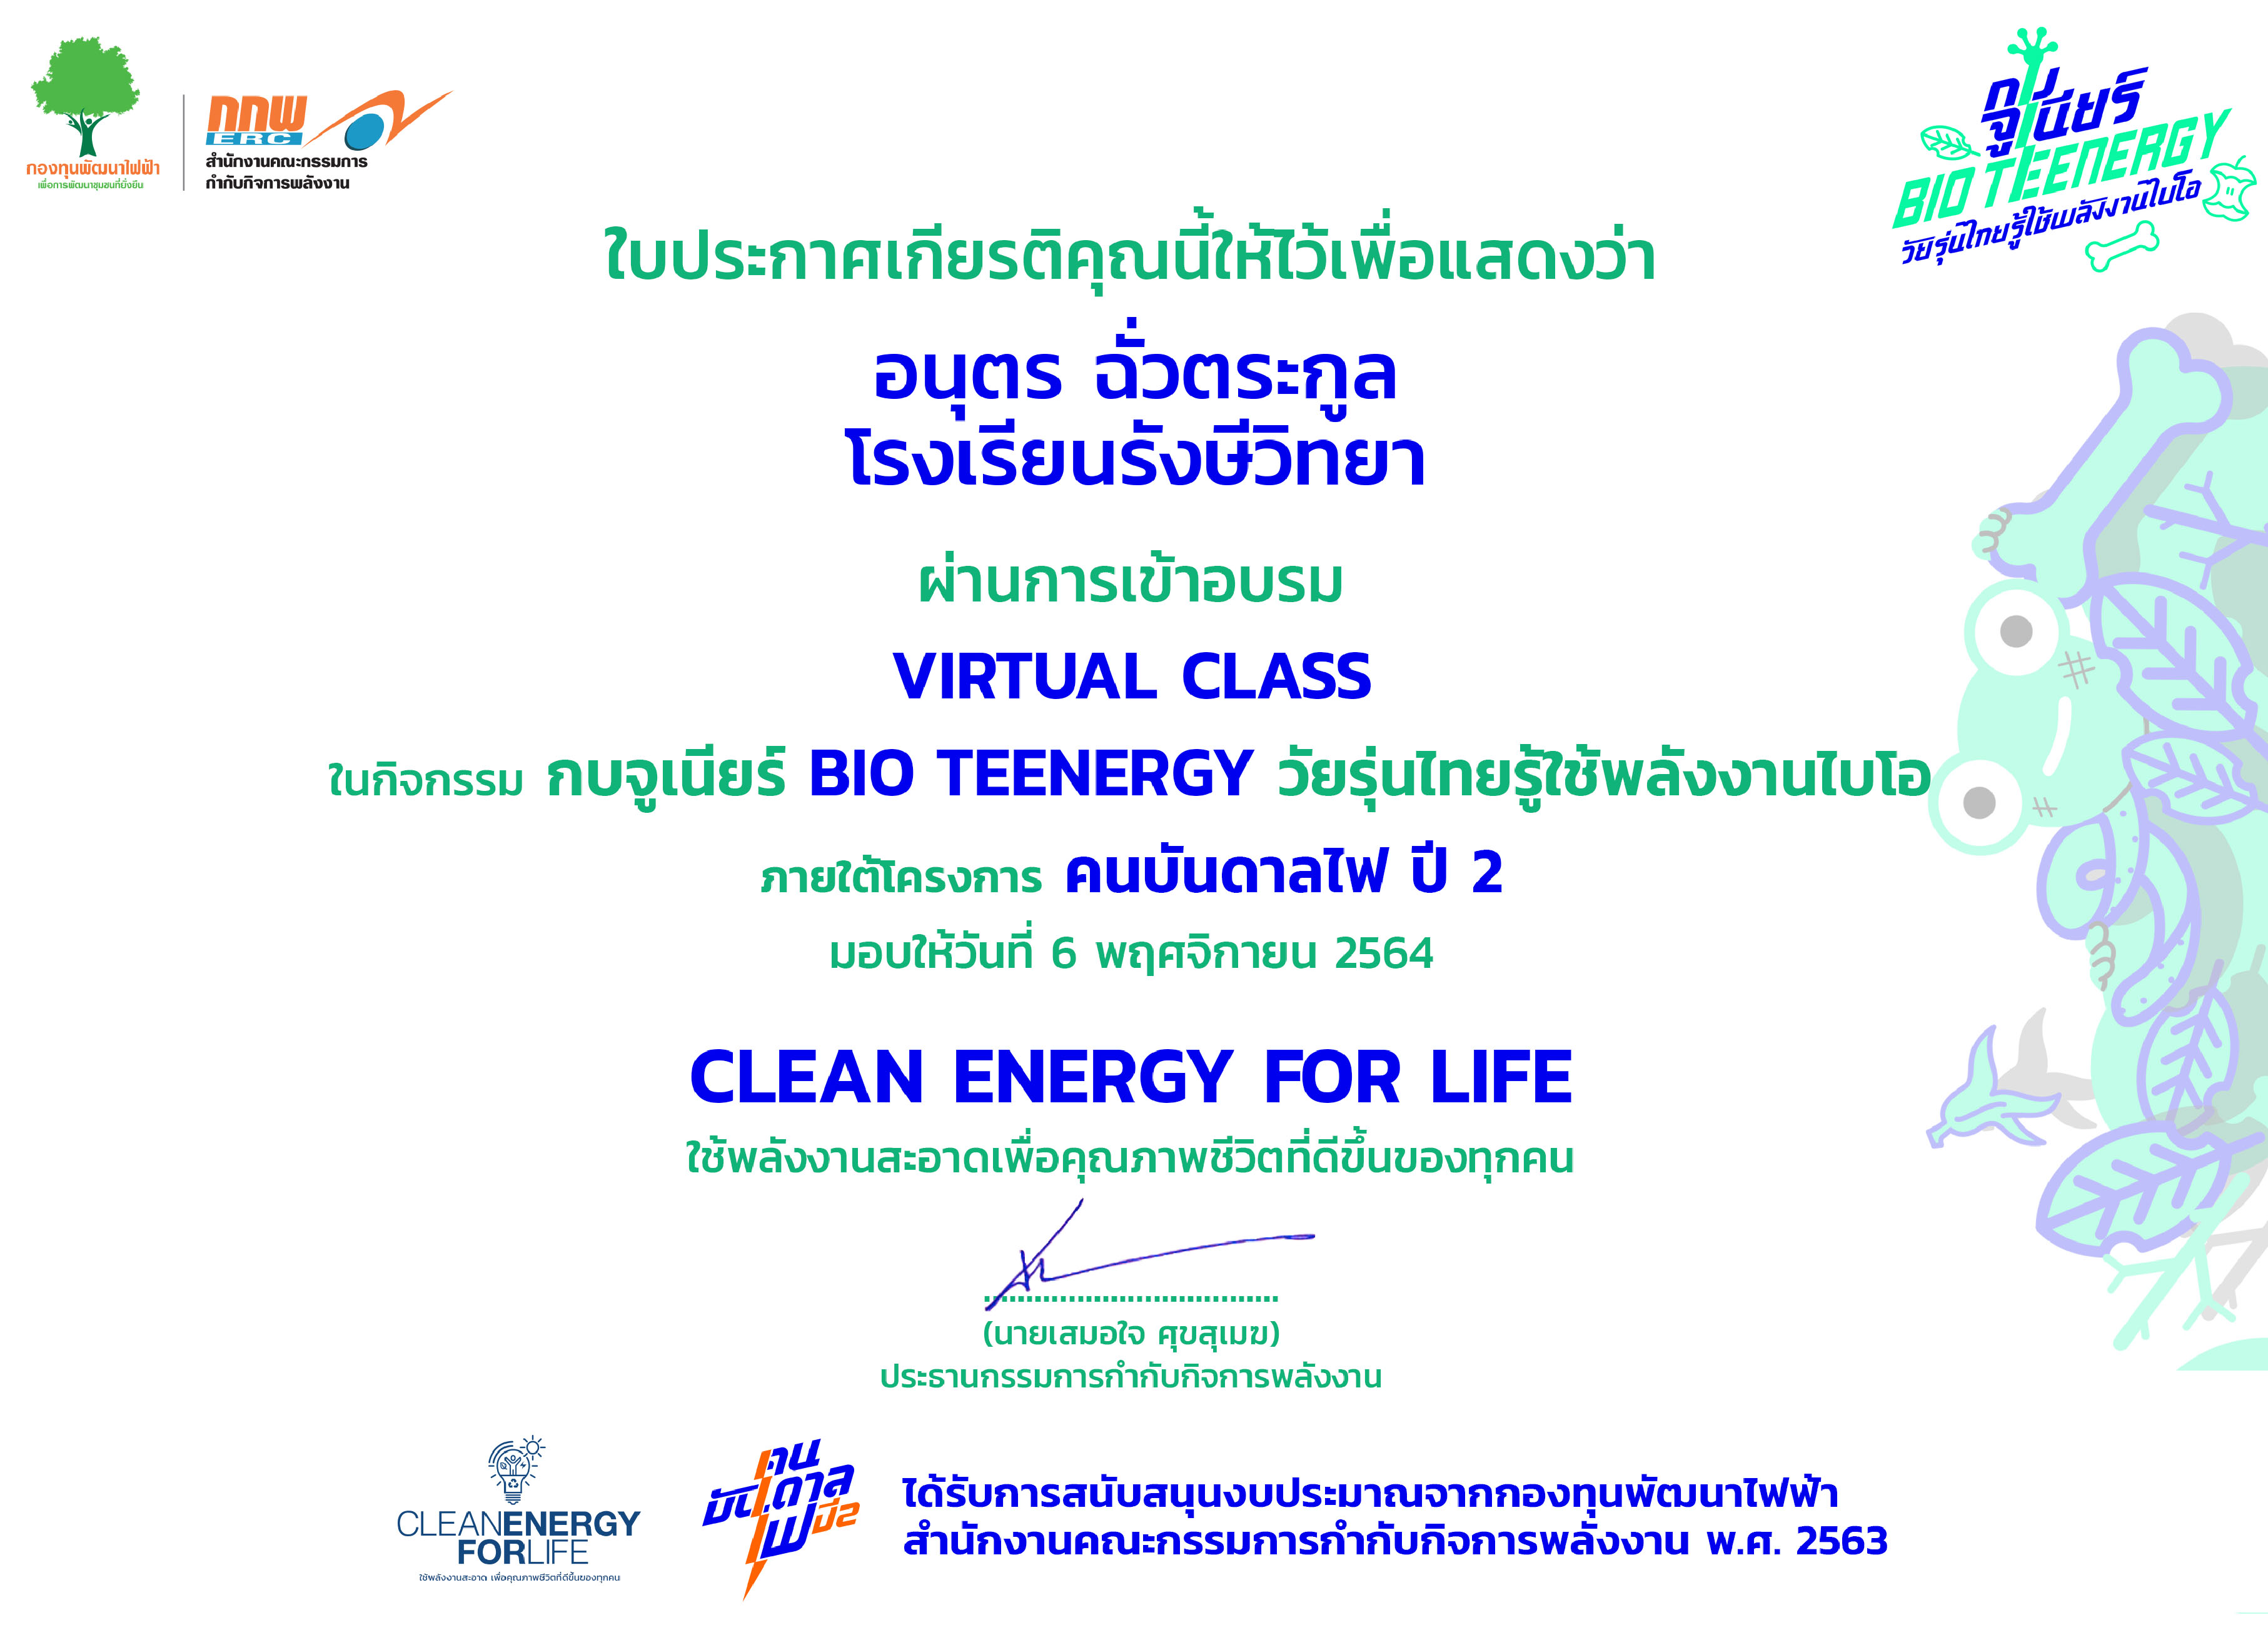 กองทุนพัฒนาไฟฟ้า
เพื่อการพัฒนาชุมชนที่ยั่งยืน
กกพ
ERC
สำนักงานคณะกรรมการ
กำกับกิจการพลังงาน
กบ
จูเนียร์
BIO TEENERGY
วัยรุ่นไทยรู้ใช้พลังงานไบโอ
ใบประกาศเกียรติคุณนี้ให้ไว้เพื่อแสดงว่า
อนุตร ฉั่วตระกูล
โรงเรียนรังษีวิทยา
ผ่านการเข้าอบรม
VIRTUAL CLASS
ในกิจกรรม กบจูเนียร์ BIO TEENERGY วัยรุ่นไทยรู้ใช้พลังงานไบโอ
ภายใต้โครงการ คนบันดาลไฟ ปี 2
มอบให้วันที่ 6 พฤศจิกายน 2564
CLEAN ENERGY FOR LIFE
ใช้พลังงานสะอาดเพื่อคุณภาพชีวิตที่ดีขึ้นของทุกคน
(นายเสมอใจ ศุขสุเมฆ)
ประธานกรรมการกำกับกิจการพลังงาน
CLEANENERGY
FORLIFE
ใช้พลังงานสะอาด เพื่อคุณภาพชีวิตที่ดีขึ้นของทุกคน
คน
บันดาล
ไฟ ปี2
ได้รับการสนับสนุนงบประมาณจากกองทุนพัฒนาไฟฟ้า
สำนักงานคณะกรรมการกำกับกิจการพลังงาน พ.ศ. 2563